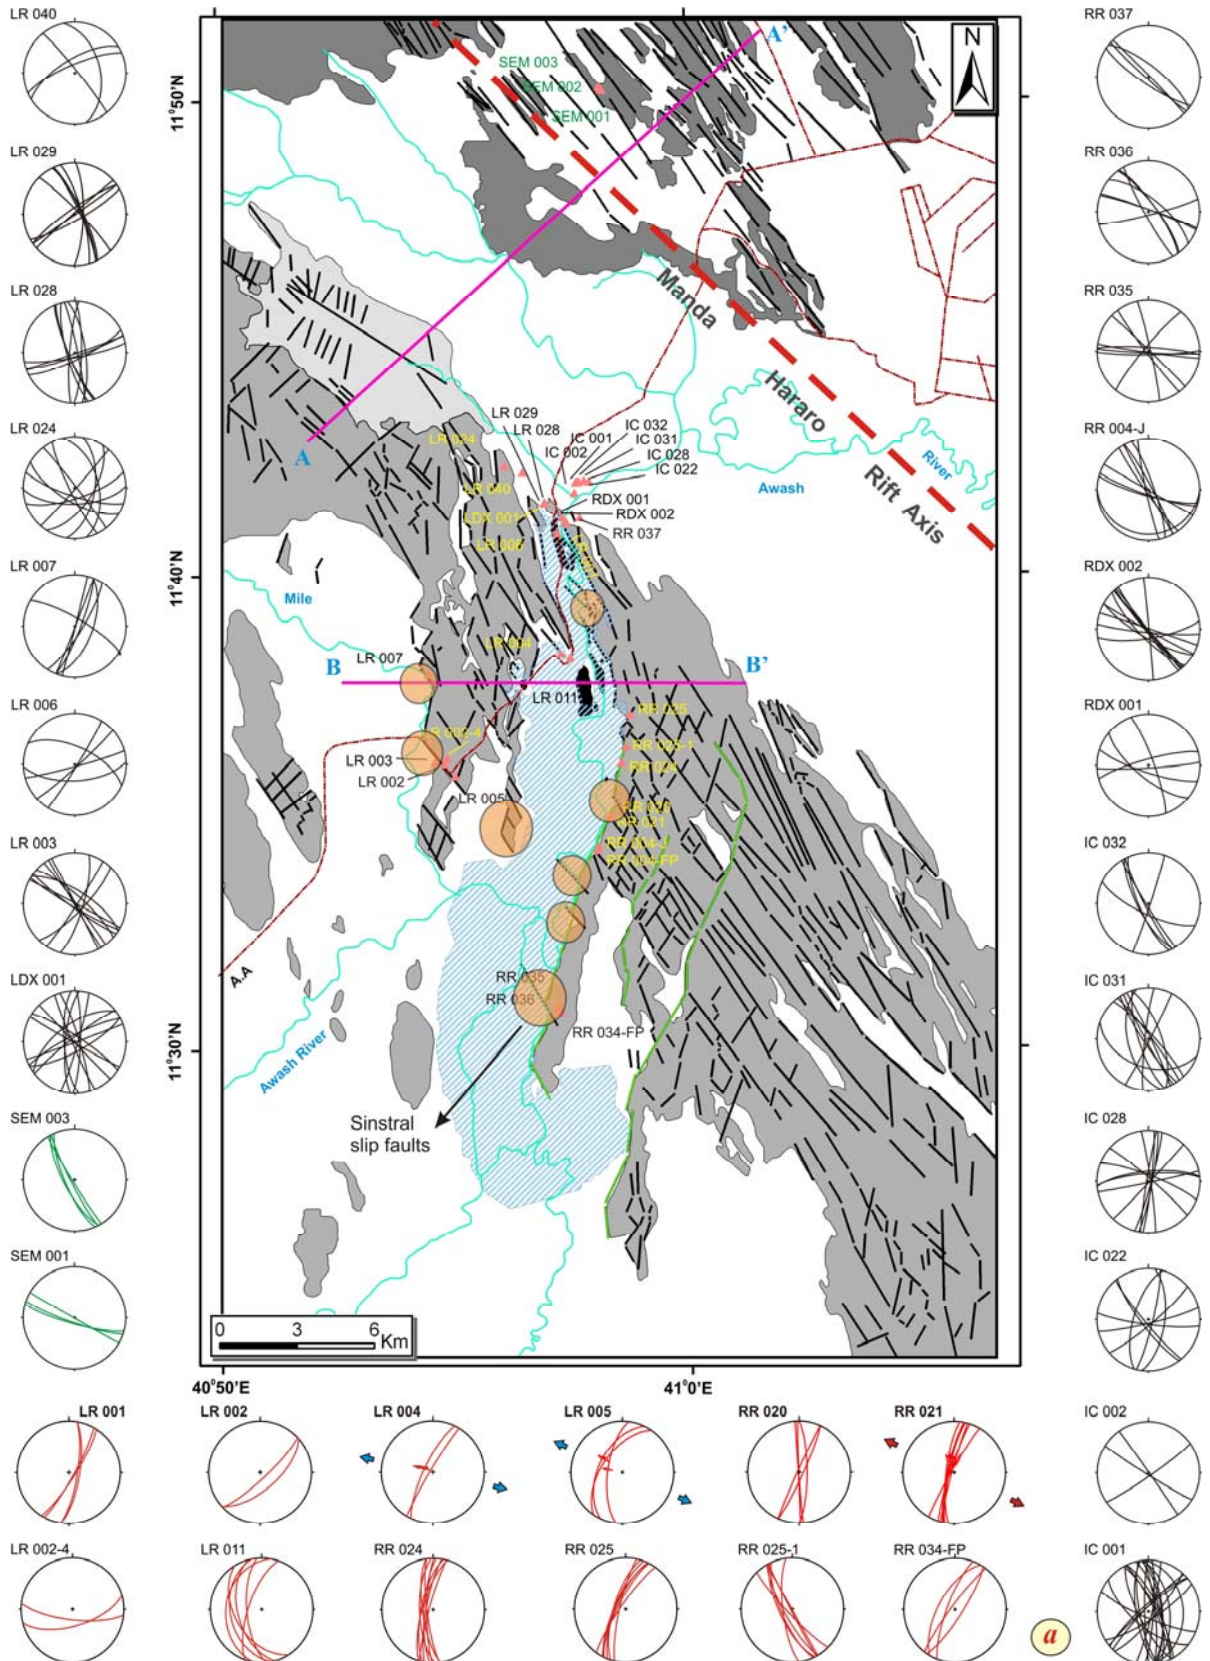 LR 040
LR 029
LR 028
LR 024
LR 007
LR 006
LR 003
LDX 001
SEM 003
SEM 001
RR 037
RR 036
RR 035
RR 004-J
RDX 002
RDX 001
IC 032
IC 031
IC 028
IC 022
IC 002
IC 001
N
A'
SEM 003
SEM 002
SEM 001
11°50'N
Manda
Hararo
Rift Axis
River
Awash
A
LR 024
LR 029
LR 028
IC 002
IC 001
IC 032
IC 031
IC 028
IC 022
LR 040
LDX 001
RDX 001
RDX 002
RR 037
LR 006
11°40'N
Mile
LR 004
B
LR 007
B'
LR 011
RR 025
LR 003
LR 002
RR 025-1
RR 024
LR 005
RR 021
RR 004-J
RR 004-FP
A.A
RR 035
RR 036
RR 034-FP
Awash River
11°30'N
Sinstral
slip faults
0 3 6
Km
40°50'E
41°0'E
LR 001
LR 002
LR 004
LR 005
RR 020
RR 021
LR 002-4
LR 011
RR 024
RR 025
RR 025-1
RR 034-FP
a